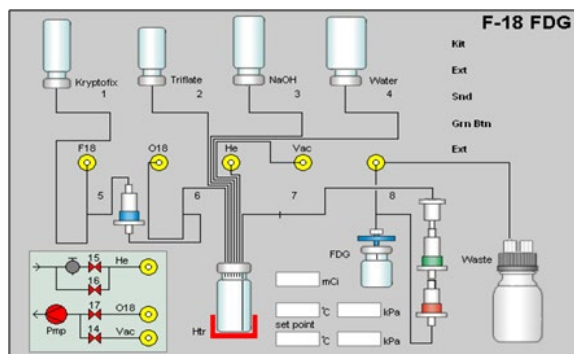 F-18 FDG
Kit
Ext
Snd
Grn Btn
Ext
Kryptofix
1
Triflate
2
NaOH
3
Water
4
F18
O18
He
Vac
5
6
7
8
FDG
Waste
mCi
°C
kPa
set point
°C
kPa
Htr
15
He
16
17
O18
Pmp
14
Vac